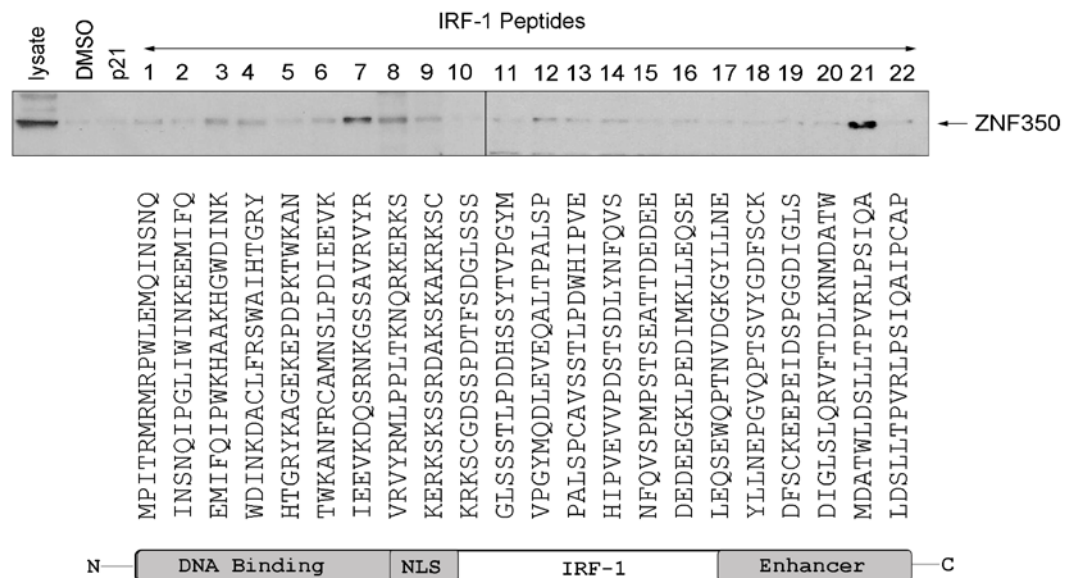 IRF-1 Peptides
lysate DMSO p21 1 2 3 4 5 6 7 8 9 10 11 12 13 14 15 16 17 18 19 20 21 22
ZNF350
MPITRMRMRPWLEMQINSNQ
INSNQIPGLIWINKEEMIFQ
EMIFQIPWKHAAKHGWDINK
WDINKDACLFRSWAIHTGRY
HTGRYKAGEKEPDPKTWKAN
TWKANFRCAMNSLPDIEEVK
IEEVKDQSRNKGSSAVRVYR
VRVYRMLPPLTKNQRKERKS
KERKSKSSRDAKSKAKRKSC
KRKSCGDSSPDTFSDGLSSS
GLSSSTLPDDHSSYTVPGYM
VPGYMQDLEVEQALTPALSP
PALSPCAVSSTLPDWHIPVE
HIPVEVVPDSTSDLYNFQVS
NFQVSPMPSTSEATTDEDEE
DEDEEGKLPEDIMKLLEQSE
LEQSEWQPTNVDGKGYLLNE
YLLNEPGVQPTSVYGDFSCK
DFSCKEEPEIDSPGGDIGLS
DIGLSLQRVFTDLKNMDATW
MDATWLDSLLTPVRLPSIQA
LDSLLTPVRLPSIQAIPCAP
N DNA Binding NLS IRF-1 Enhancer C